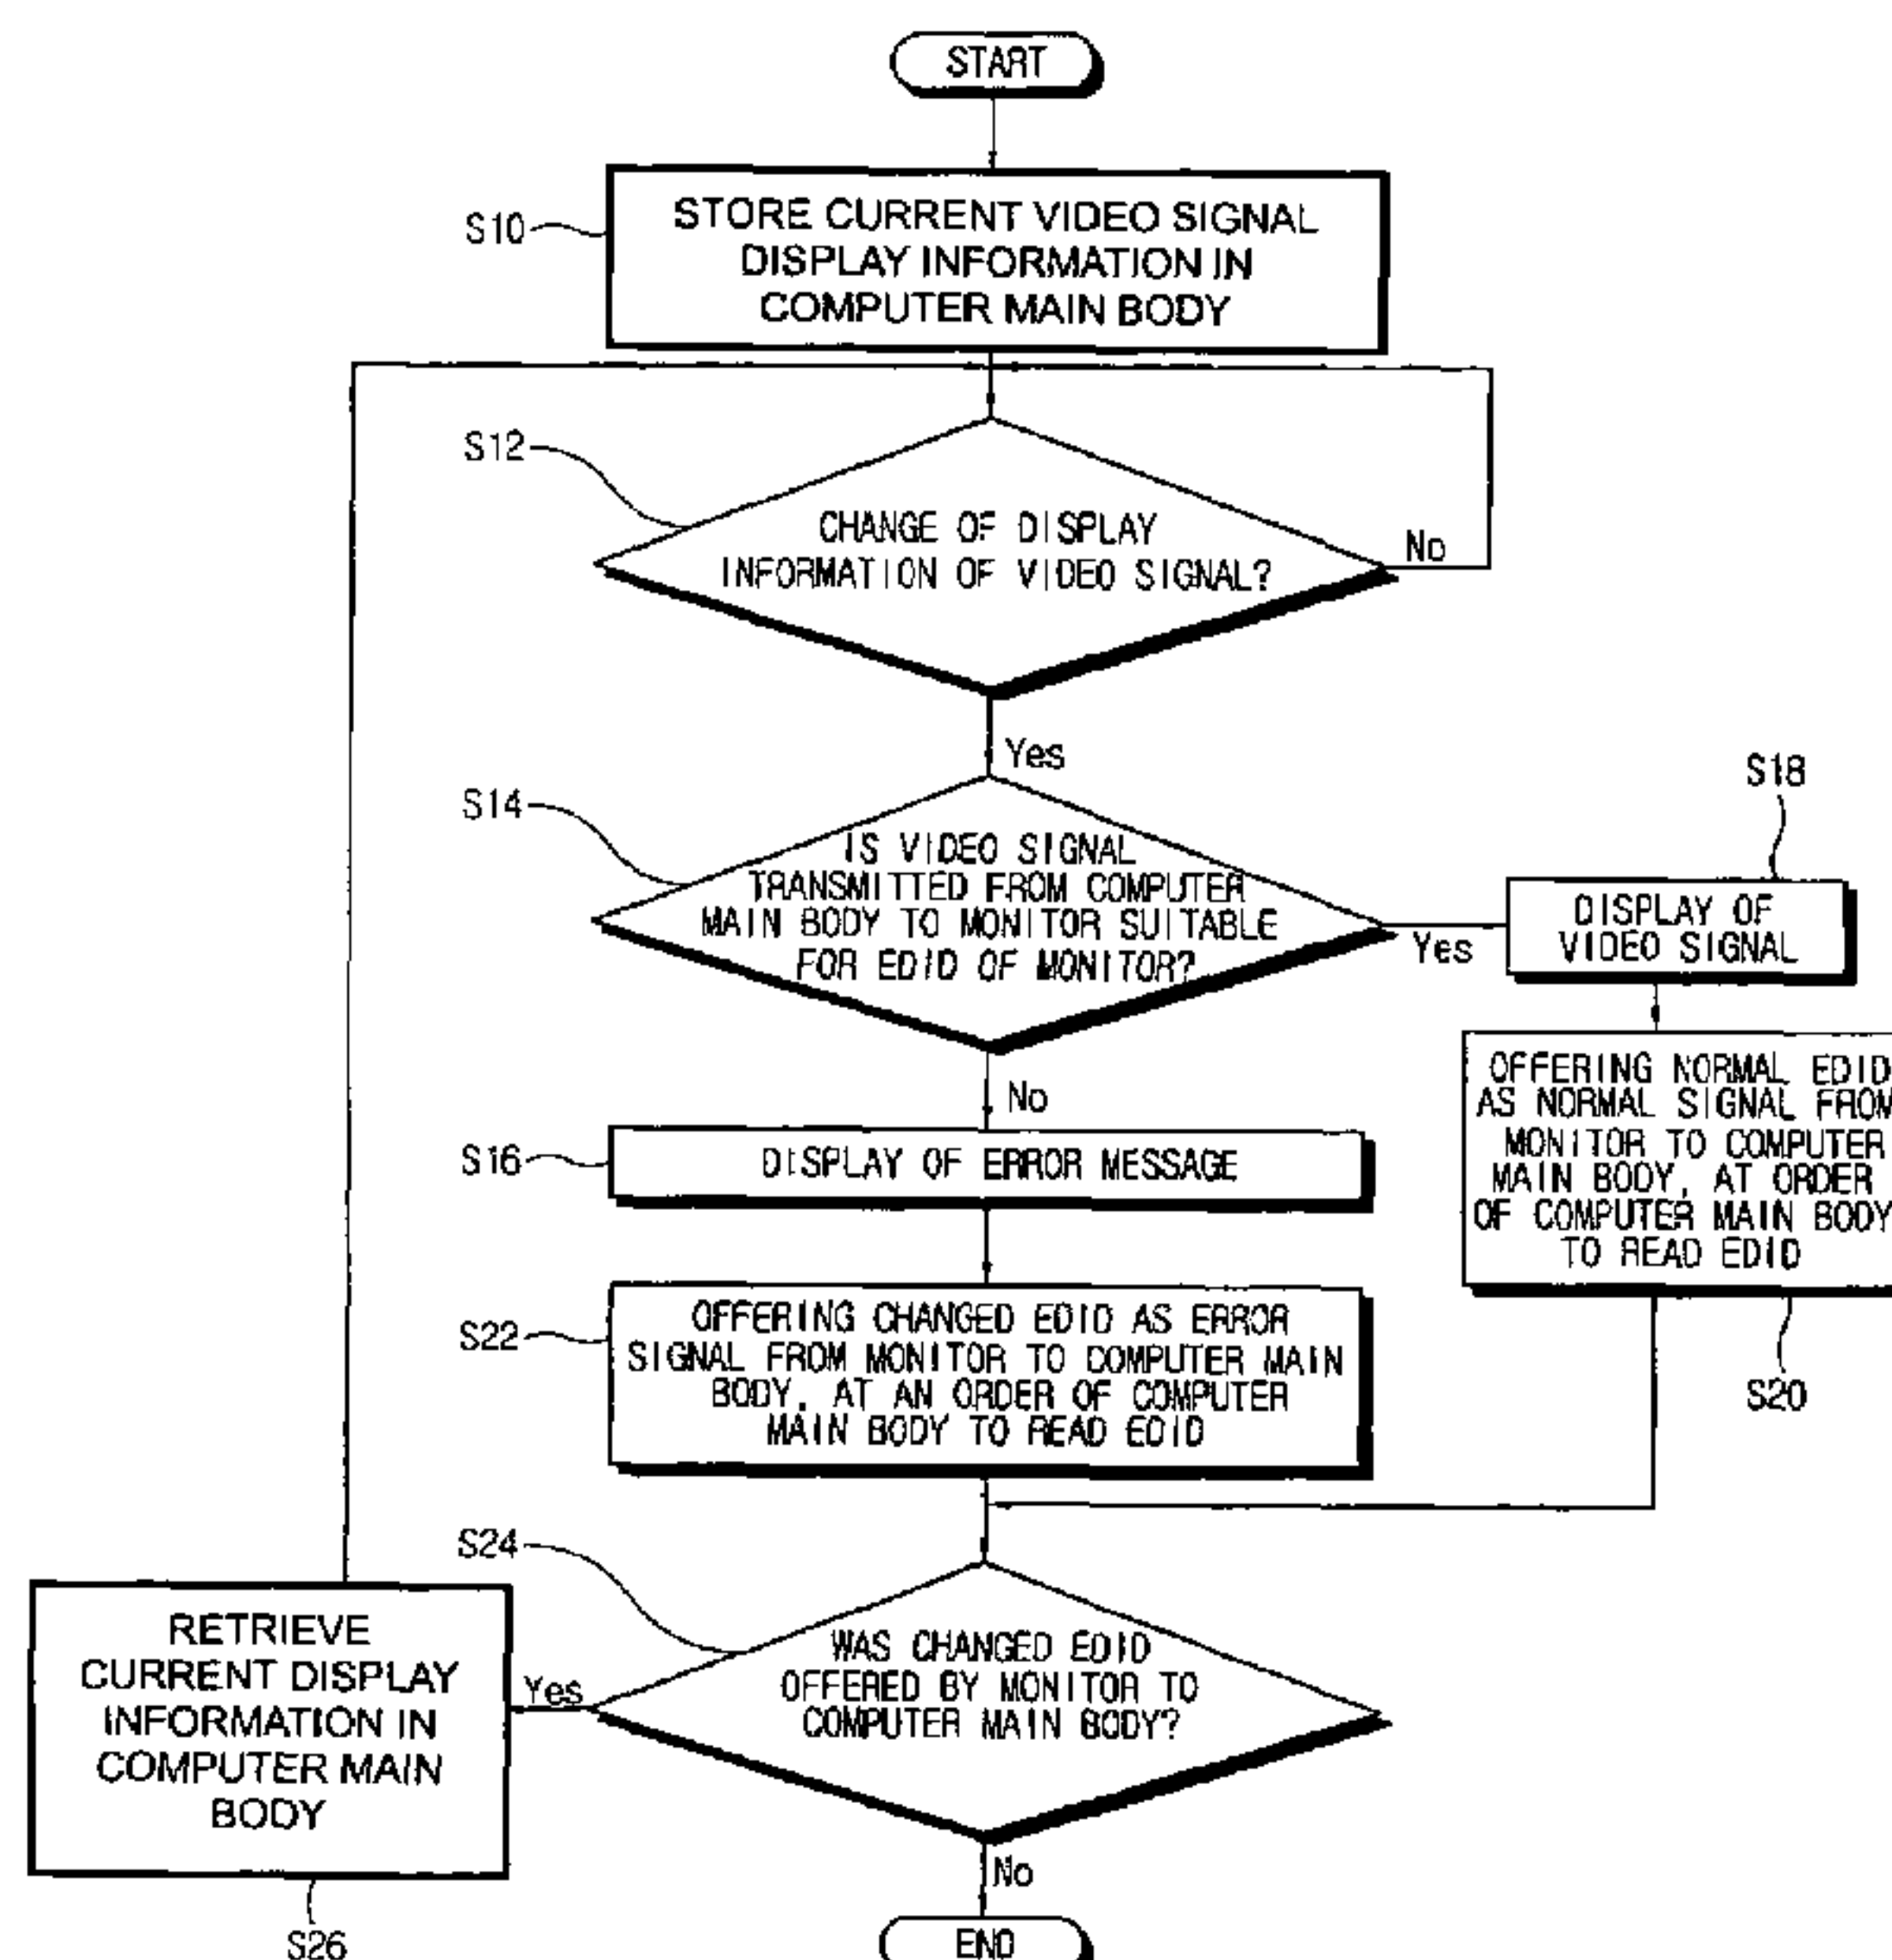 START
S10
STORE CURRENT VIDEO SIGNAL
DISPLAY INFORMATION IN
COMPUTER MAIN BODY
S12
CHANGE OF DISPLAY
INFORMATION OF VIDEO SIGNAL?
No
Yes
S14
IS VIDEO SIGNAL
TRANSMITTED FROM COMPUTER
MAIN BODY TO MONITOR SUITABLE
FOR EDID OF MONITOR?
Yes
S18
DISPLAY OF
VIDEO SIGNAL
No
OFFERING NORMAL EDID
AS NORMAL SIGNAL FROM
MONITOR TO COMPUTER
MAIN BODY, AT ORDER
OF COMPUTER MAIN BODY
TO READ EDID
S20
S16
DISPLAY OF ERROR MESSAGE
S22
OFFERING CHANGED EDID AS ERROR
SIGNAL FROM MONITOR TO COMPUTER MAIN
BODY, AT AN ORDER OF COMPUTER
MAIN BODY TO READ EDID
S24
WAS CHANGED EDID
OFFERED BY MONITOR TO
COMPUTER MAIN BODY?
Yes
RETRIEVE
CURRENT DISPLAY
INFORMATION IN
COMPUTER MAIN
BODY
S26
No
END